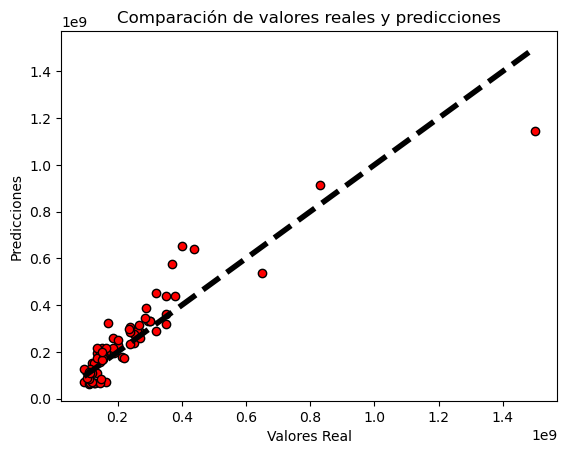 Comparación de valores reales y predicciones
1e9
1.4
1.2
1.0
0.8
0.6
0.4
0.2
0.0
Predicciones
0.2 0.4 0.6 0.8 1.0 1.2 1.4
Valores Real
1e9